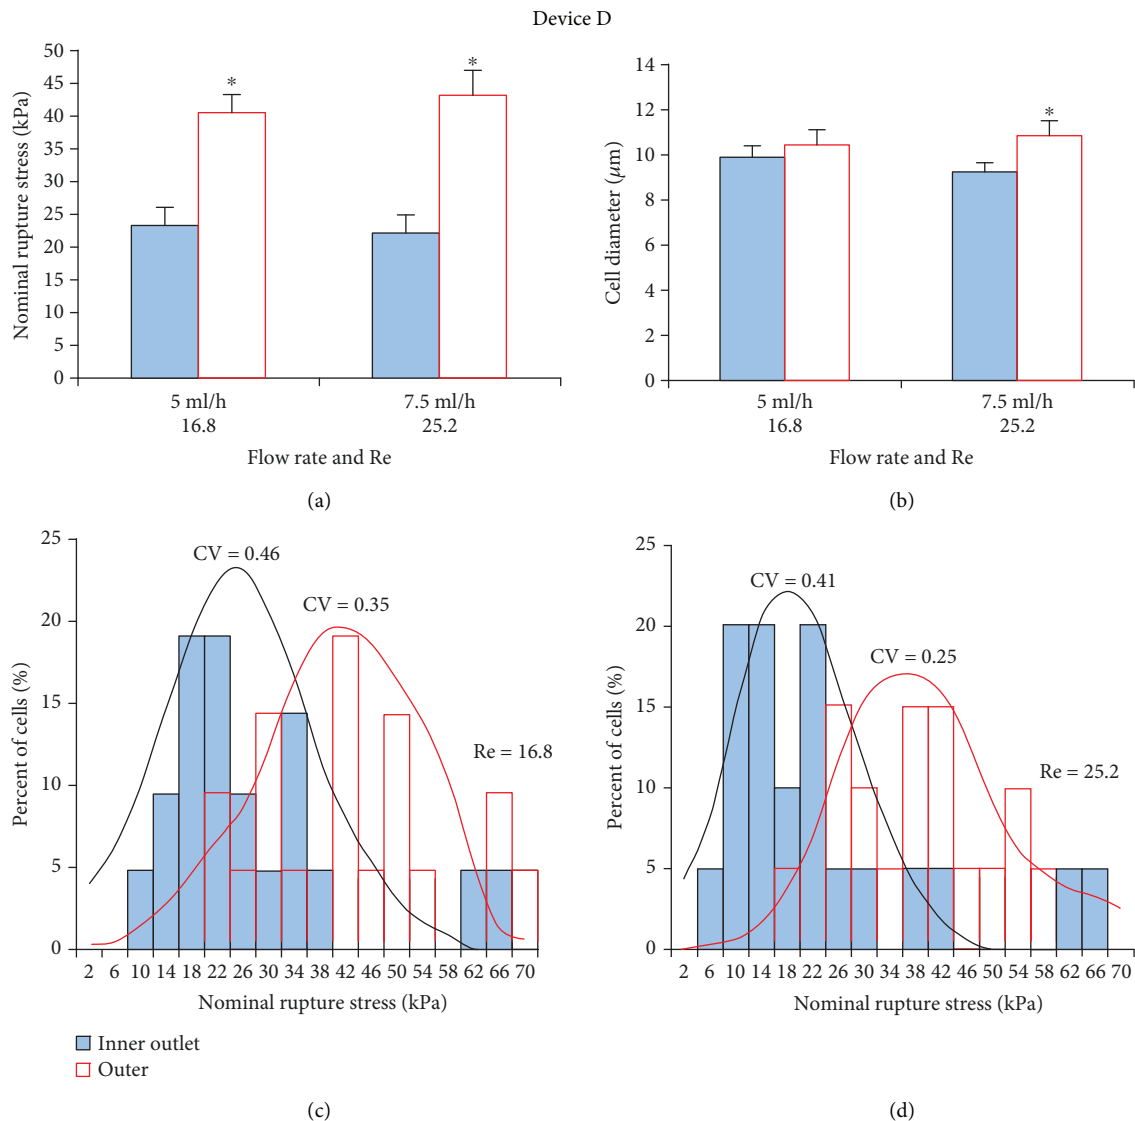 Device D
Nominal rupture stress (kPa)
50
45
40
35
30
25
20
15
10
5
0
*
*
5 ml/h
7.5 ml/h
16.8
25.2
Flow rate and Re
(a)
Cell diameter (μm)
14
12
10
8
6
4
2
0
*
5 ml/h
7.5 ml/h
16.8
25.2
Flow rate and Re
(b)
Percent of cells (%)
25
20
15
10
5
0
CV = 0.46
CV = 0.35
Re = 16.8
2 6 10 14 18 22 26 30 34 38 42 46 50 54 58 62 66 70
Nominal rupture stress (kPa)
Inner outlet
Outer
(c)
Percent of cells (%)
25
20
15
10
5
0
CV = 0.41
CV = 0.25
Re = 25.2
2 6 10 14 18 22 26 30 34 38 42 46 50 54 58 62 66 70
Nominal rupture stress (kPa)
(d)